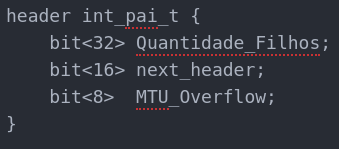 header int_pai_t {
    bit<32> Quantidade_Filhos;
    bit<16> next_header;
    bit<8>  MTU_Overflow;
}